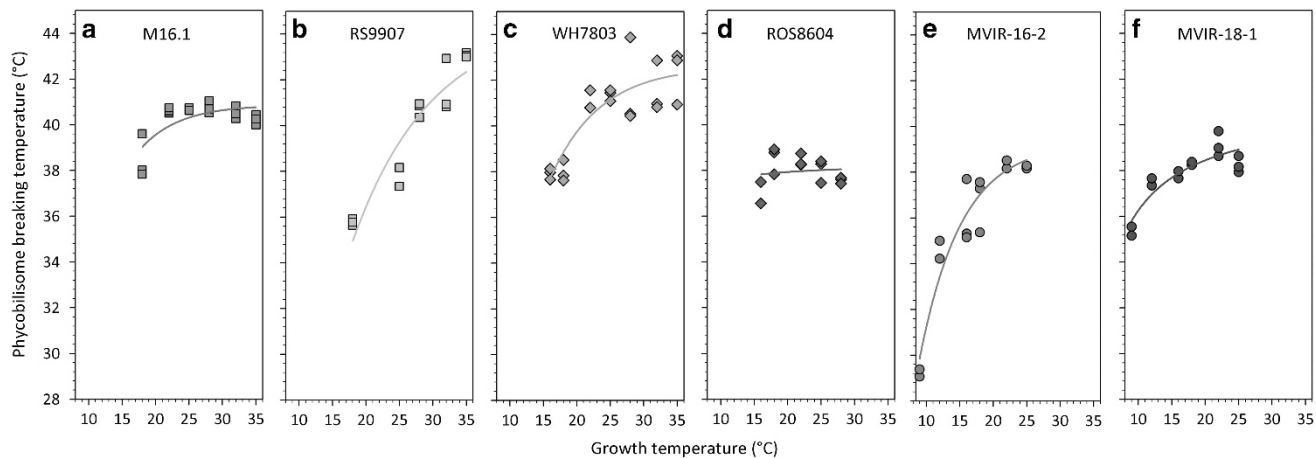 a M16.1
b RS9907
c WH7803
d ROS8604
e MVIR-16-2
f MVIR-18-1
Phycobilisome breaking temperature (°C)
44
42
40
38
36
34
32
30
28
10 15 20 25 30 35
10 15 20 25 30 35
10 15 20 25 30 35
10 15 20 25 30 35
10 15 20 25 30 35
10 15 20 25 30 35
Growth temperature (°C)